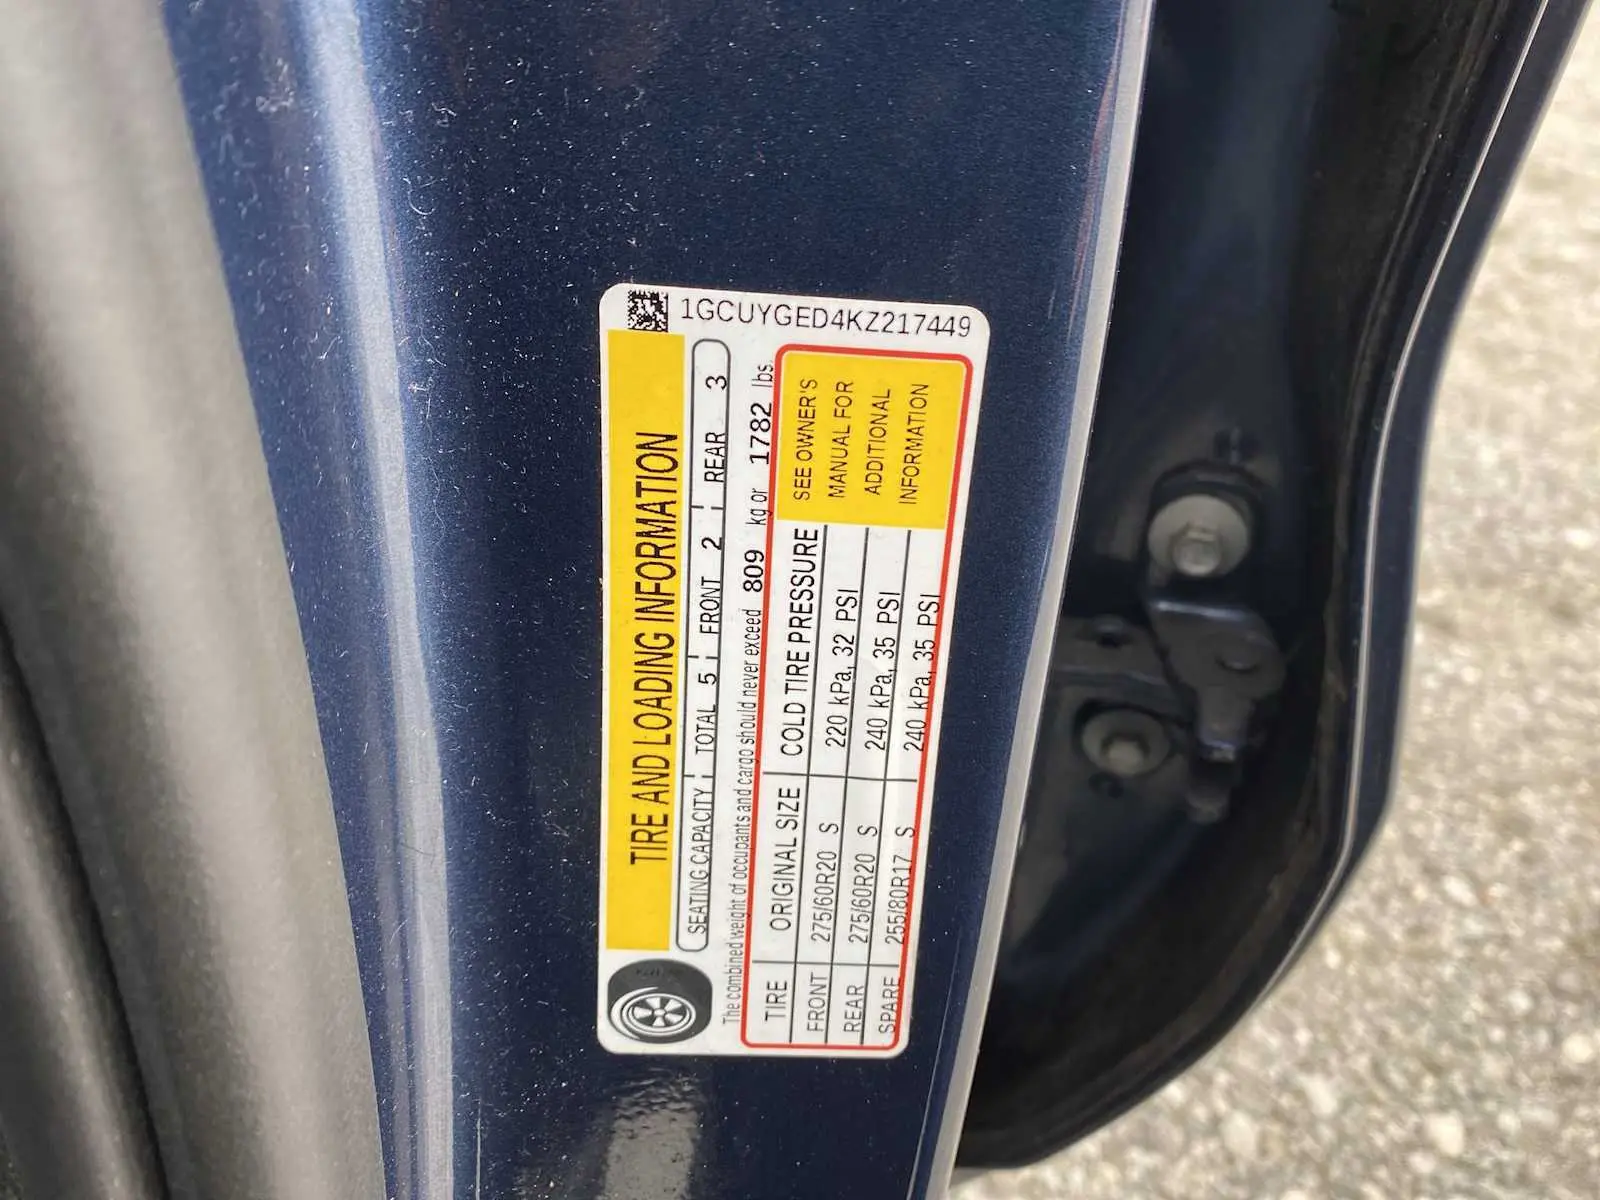 1GCUYGED4KZ217449
TIRE AND LOADING INFORMATION
SEATING CAPACITY TOTAL 5 FRONT 2 REAR 3
The combined weight of occupants and cargo should never exceed 809 kg or 1782 lbs.
TIRE ORIGINAL SIZE COLD TIRE PRESSURE
FRONT 275/60R20 S 220 kPa, 32 PSI
REAR 275/60R20 S 240 kPa, 35 PSI
SPARE 255/80R17 S 240 kPa, 35 PSI
SEE OWNER'S
MANUAL FOR
ADDITIONAL
INFORMATION